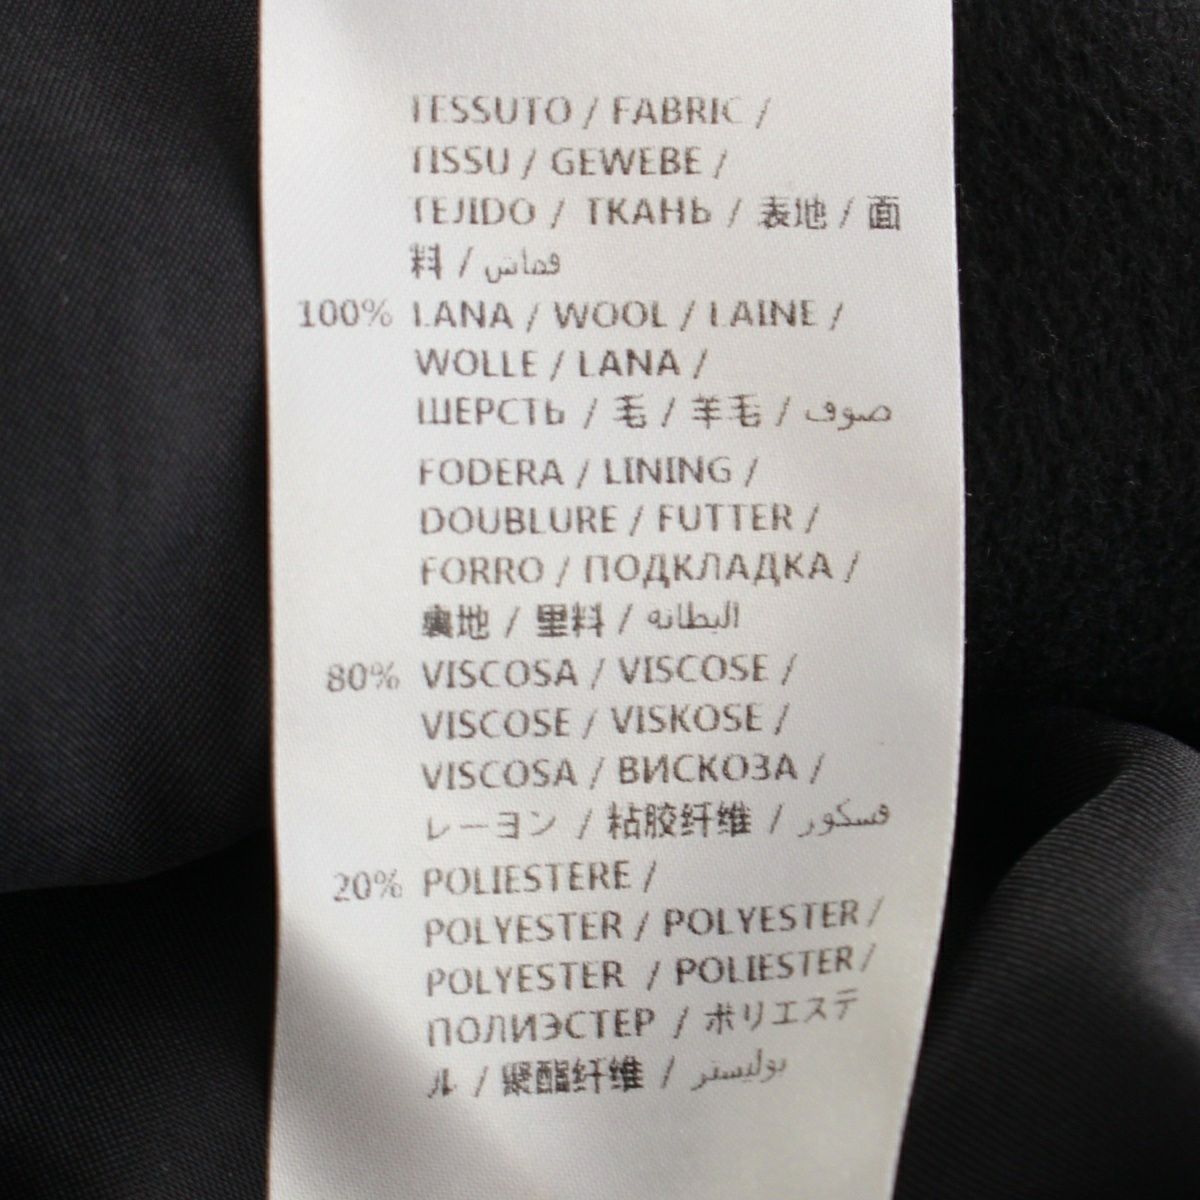 TESSUTO / FABRIC /
TISSU / GEWEBE /
TEJIDO / ТКАНЬ / 表地 / 面
料 / قماش
100% LANA / WOOL / LAINE /
WOLLE / LANA /
ШЕРСТЬ / 毛 / 羊毛 / صوف
FODERA / LINING /
DOUBLURE / FUTTER /
FORRO / ПОДКЛАДКА /
裏地 / 里料 / البطانه
80% VISCOSA / VISCOSE /
VISCOSE / VISKOSE /
VISCOSA / ВИСКОЗА /
レーヨン / 粘胶纤维 / فسكور
20% POLIESTERE /
POLYESTER / POLYESTER /
POLYESTER / POLIESTER /
ПОЛИЭСТЕР / ポリエステ
ル / 聚酯纤维 / بوليستر